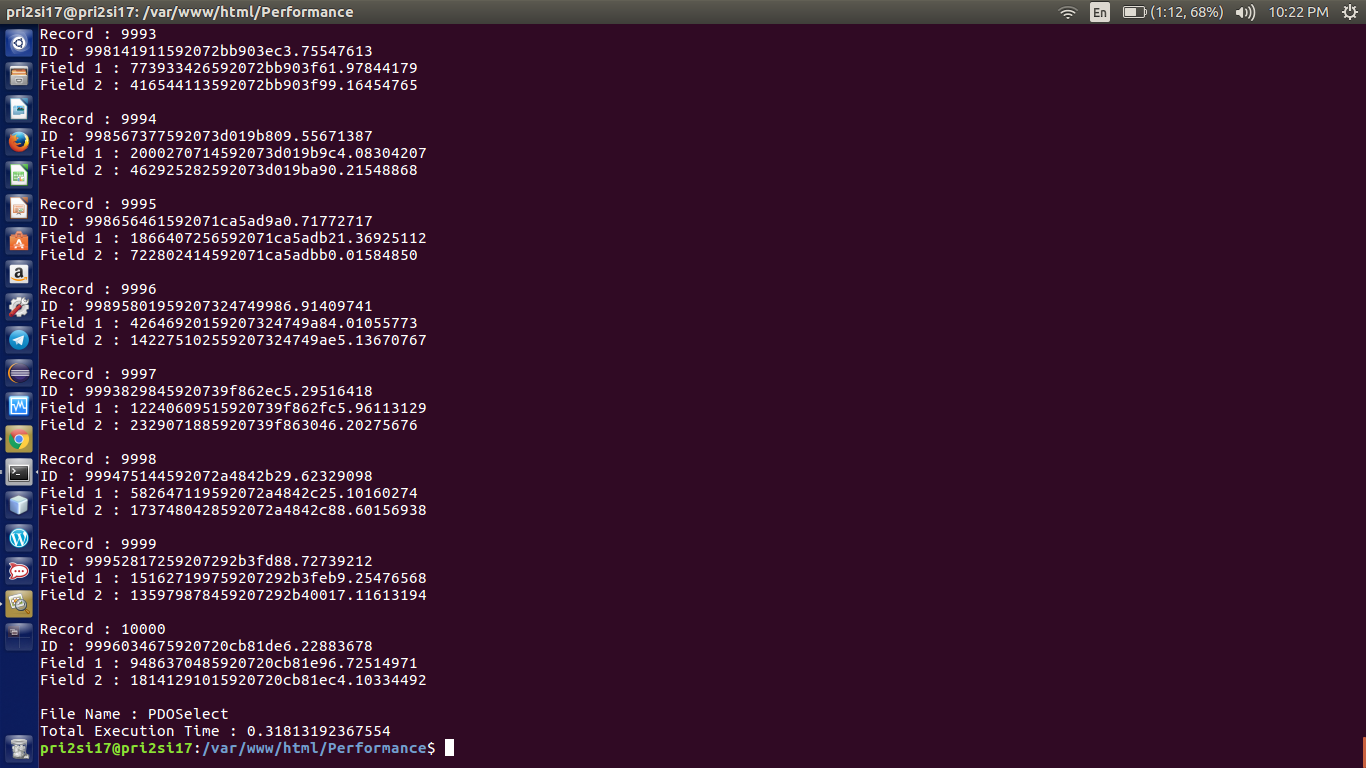 pri2si17@pri2si17: /var/www/html/Performance
En
(1:12, 68%)
10:22 PM
Record : 9993
ID : 998141911592072bb903ec3.75547613
Field 1 : 773933426592072bb903f61.97844179
Field 2 : 416544113592072bb903f99.16454765
Record : 9994
ID : 998567377592073d019b809.55671387
Field 1 : 2000270714592073d019b9c4.08304207
Field 2 : 462925282592073d019ba90.21548868
Record : 9995
ID : 998656461592071ca5ad9a0.71772717
Field 1 : 1866407256592071ca5adb21.36925112
Field 2 : 722802414592071ca5adbb0.01584850
Record : 9996
ID : 99895801959207324749986.91409741
Field 1 : 42646920159207324749a84.01055773
Field 2 : 142275102559207324749ae5.13670767
Record : 9997
ID : 9993829845920739f862ec5.29516418
Field 1 : 12240609515920739f862fc5.96113129
Field 2 : 2329071885920739f863046.20275676
Record : 9998
ID : 999475144592072a4842b29.62329098
Field 1 : 582647119592072a4842c25.10160274
Field 2 : 1737480428592072a4842c88.60156938
Record : 9999
ID : 99952817259207292b3fd88.72739212
Field 1 : 151627199759207292b3feb9.25476568
Field 2 : 135979878459207292b40017.11613194
Record : 10000
ID : 9996034675920720cb81de6.22883678
Field 1 : 9486370485920720cb81e96.72514971
Field 2 : 18141291015920720cb81ec4.10334492
File Name : PDOSelect
Total Execution Time : 0.31813192367554
pri2si17@pri2si17:/var/www/html/Performance$